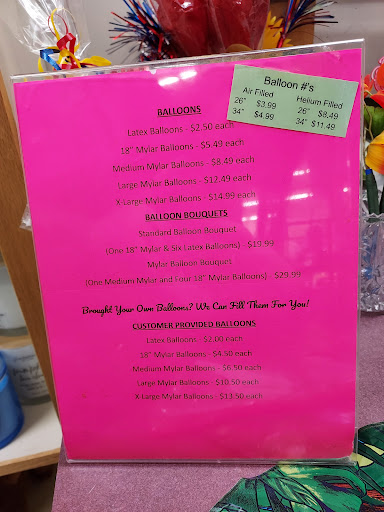 Balloon #'s
Air Filled Helium Filled
26" $3.99 26" $8.49
34" $4.99 34" $11.49
BALLOONS
Latex Balloons - $2.50 each
18" Mylar Balloons - $5.49 each
Medium Mylar Balloons - $8.49 each
Large Mylar Balloons - $12.49 each
X-Large Mylar Balloons - $14.99 each
BALLOON BOUQUETS
Standard Balloon Bouquet
(One 18" Mylar & Six Latex Balloons) - $19.99
Mylar Balloon Bouquet
(One Medium Mylar and Four 18" Mylar Balloons) - $29.99
Brought Your Own Balloons? We Can Fill Them For You!
CUSTOMER PROVIDED BALLOONS
Latex Balloons - $2.00 each
18" Mylar Balloons - $4.50 each
Medium Mylar Balloons - $6.50 each
Large Mylar Balloons - $10.50 each
X-Large Mylar Balloons - $13.50 each